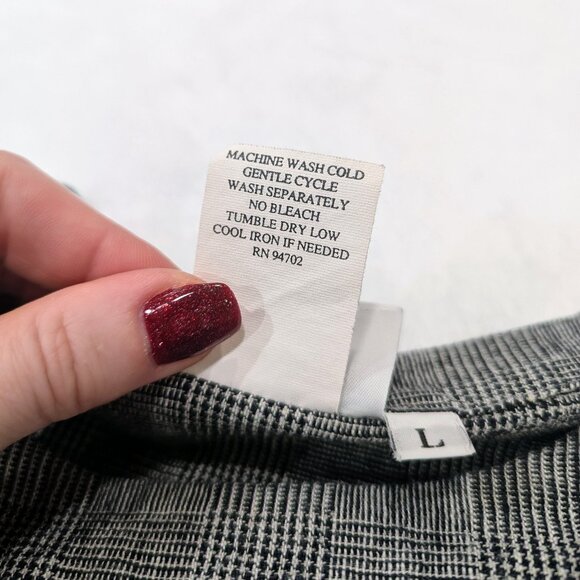 MACHINE WASH COLD
GENTLE CYCLE
WASH SEPARATELY
NO BLEACH
TUMBLE DRY LOW
COOL IRON IF NEEDED
RN 94702
L